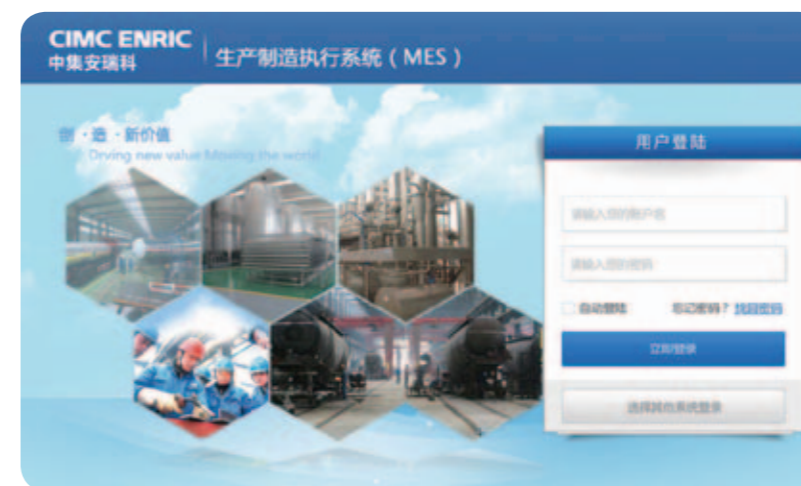 CIMC ENRIC
中集安瑞科
生产制造执行系统（MES）
创·造·新价值
Driving new value Moving the world
用户登陆
请输入您的账户名
请输入您的密码
自动登陆 忘记密码？找回密码
立即登录
选择其他系统登录